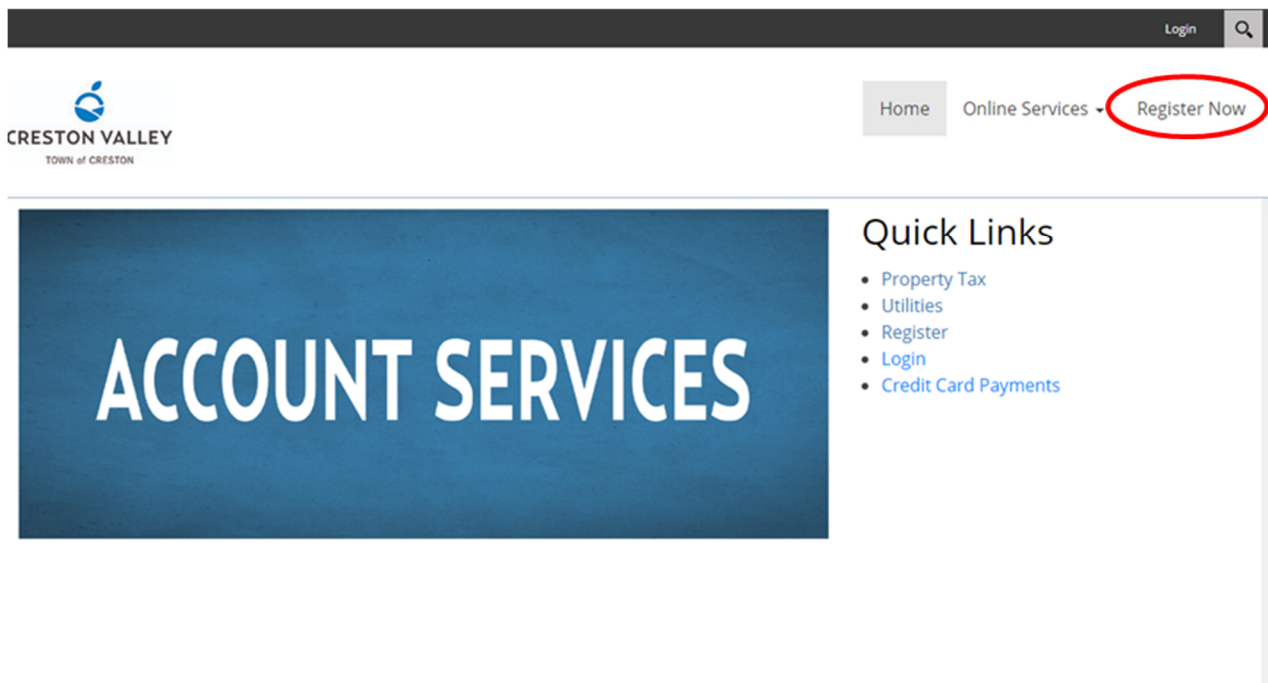 Login
CRESTON VALLEY
TOWN of CRESTON
Home Online Services Register Now
ACCOUNT SERVICES
Quick Links
Property Tax
Utilities
Register
Login
Credit Card Payments